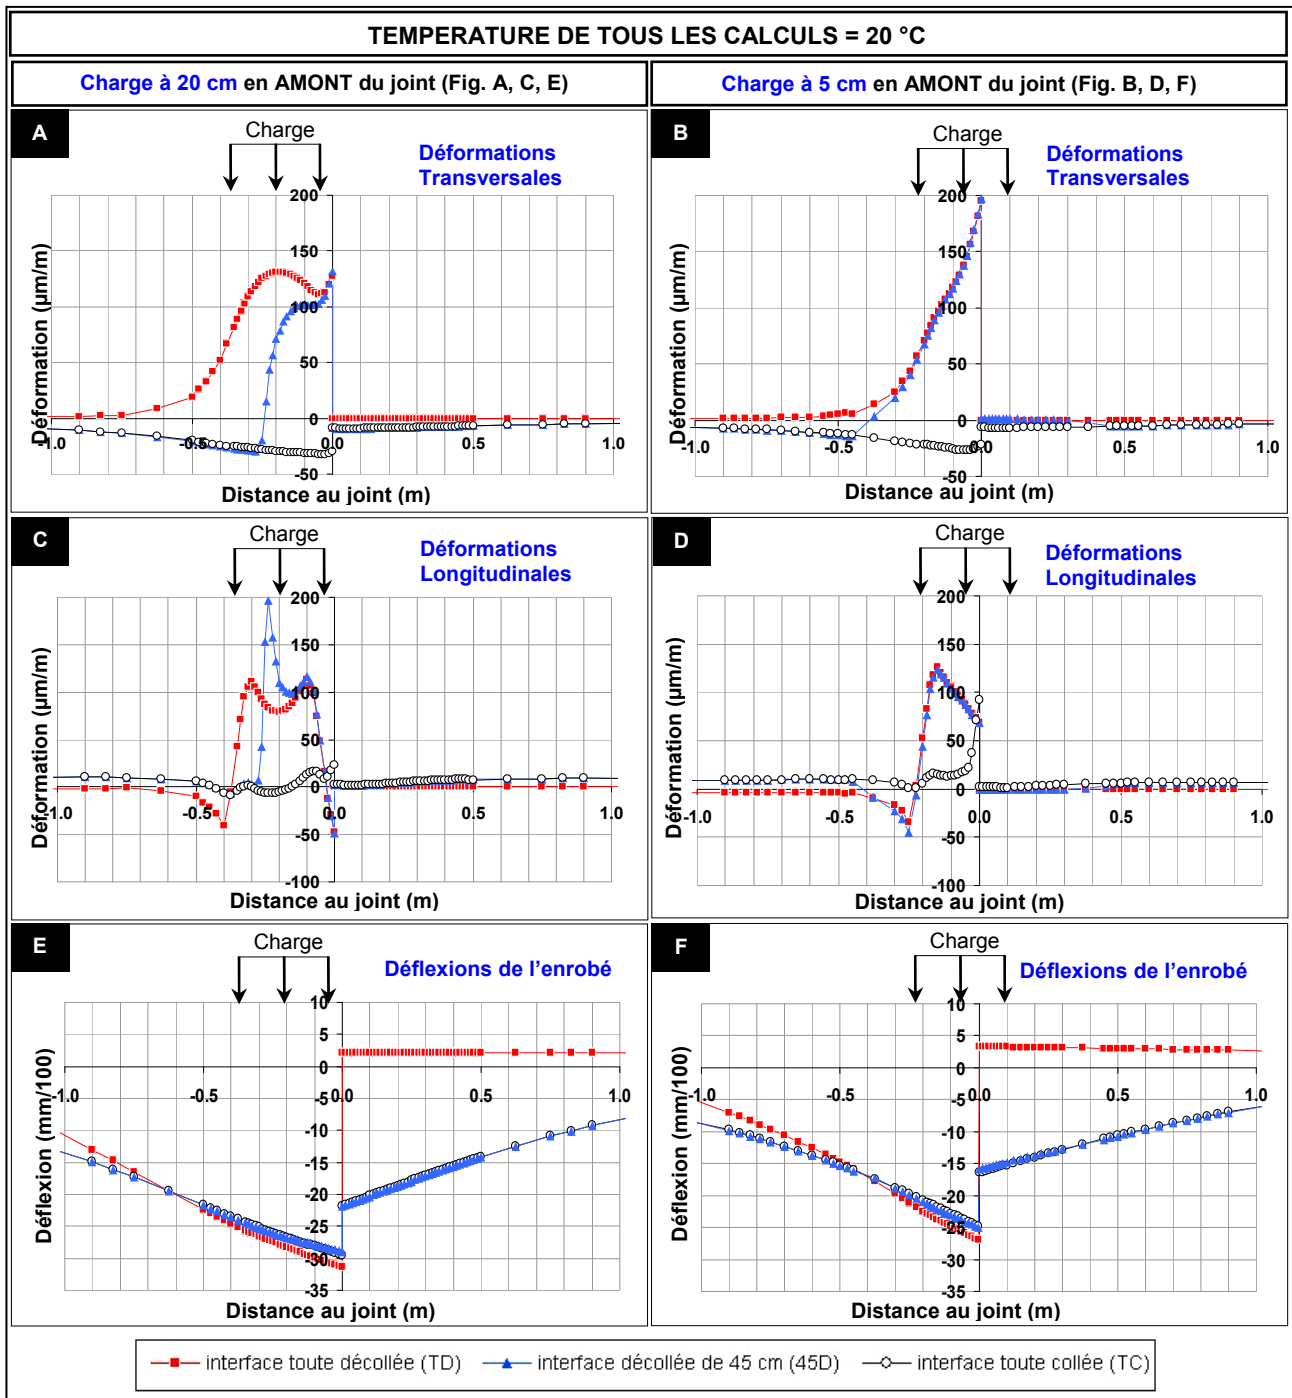 TEMPERATURE DE TOUS LES CALCULS = 20 °C
Charge à 20 cm en AMONT du joint (Fig. A, C, E)
Charge à 5 cm en AMONT du joint (Fig. B, D, F)
A
Charge
Déformations
Transversales
Déformation (µm/m)
200
150
100
50
0
-50
-1.0
-0.5
0.0
0.5
1.0
Distance au joint (m)
B
Charge
Déformations
Transversales
Déformation (µm/m)
200
150
100
50
0
-50
-1.0
-0.5
0.0
0.5
1.0
Distance au joint (m)
C
Charge
Déformations
Longitudinales
Déformation (µm/m)
200
150
100
50
0
-50
-100
-1.0
-0.5
0.0
0.5
1.0
Distance au joint (m)
D
Charge
Déformations
Longitudinales
Déformation (µm/m)
200
150
100
50
0
-50
-100
-1.0
-0.5
0.0
0.5
1.0
Distance au joint (m)
E
Charge
Déflexions de l'enrobé
Déflexion (mm/100)
10
5
0
-5
-10
-15
-20
-25
-30
-35
-1.0
-0.5
0.0
0.5
1.0
Distance au joint (m)
F
Charge
Déflexions de l'enrobé
Déflexion (mm/100)
10
5
0
-5
-10
-15
-20
-25
-30
-35
-1.0
-0.5
0.0
0.5
1.0
Distance au joint (m)
interface toute décollée (TD)
interface décollée de 45 cm (45D)
interface toute collée (TC)